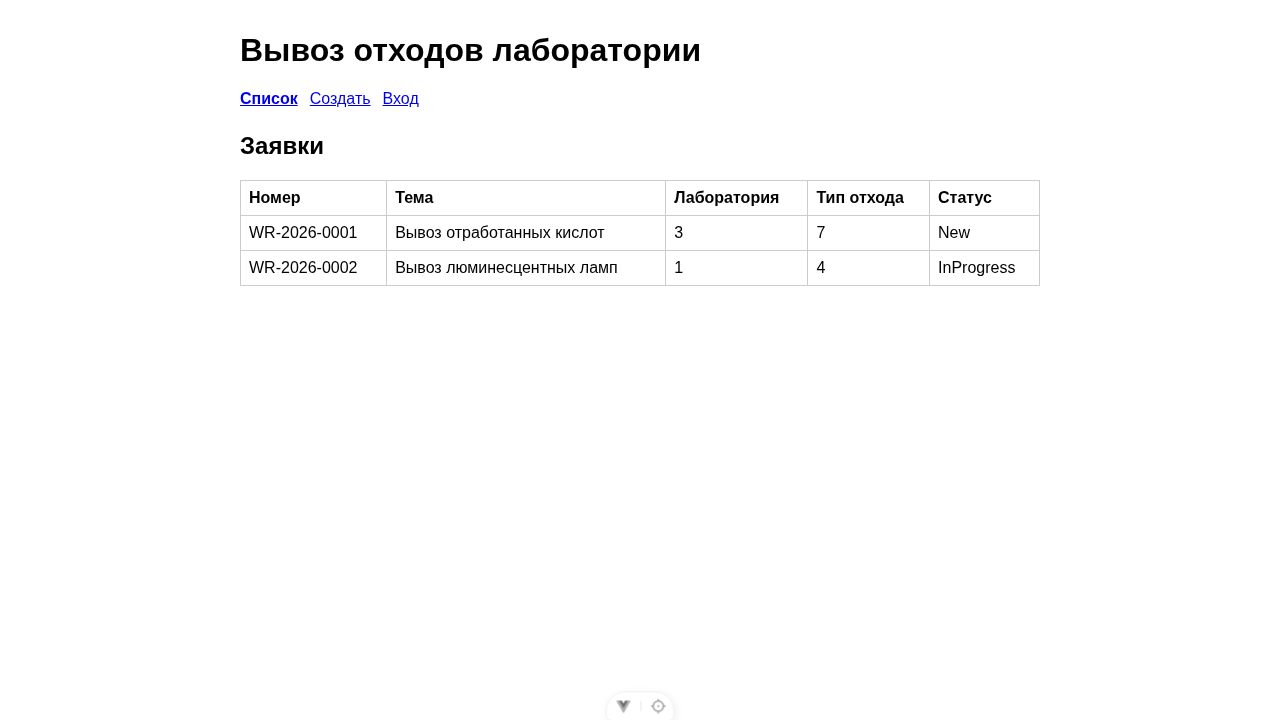 Вывоз отходов лаборатории
Список Создать Вход
Заявки
Номер Тема Лаборатория Тип отхода Статус
WR-2026-0001 Вывоз отработанных кислот 3 7 New
WR-2026-0002 Вывоз люминесцентных ламп 1 4 InProgress